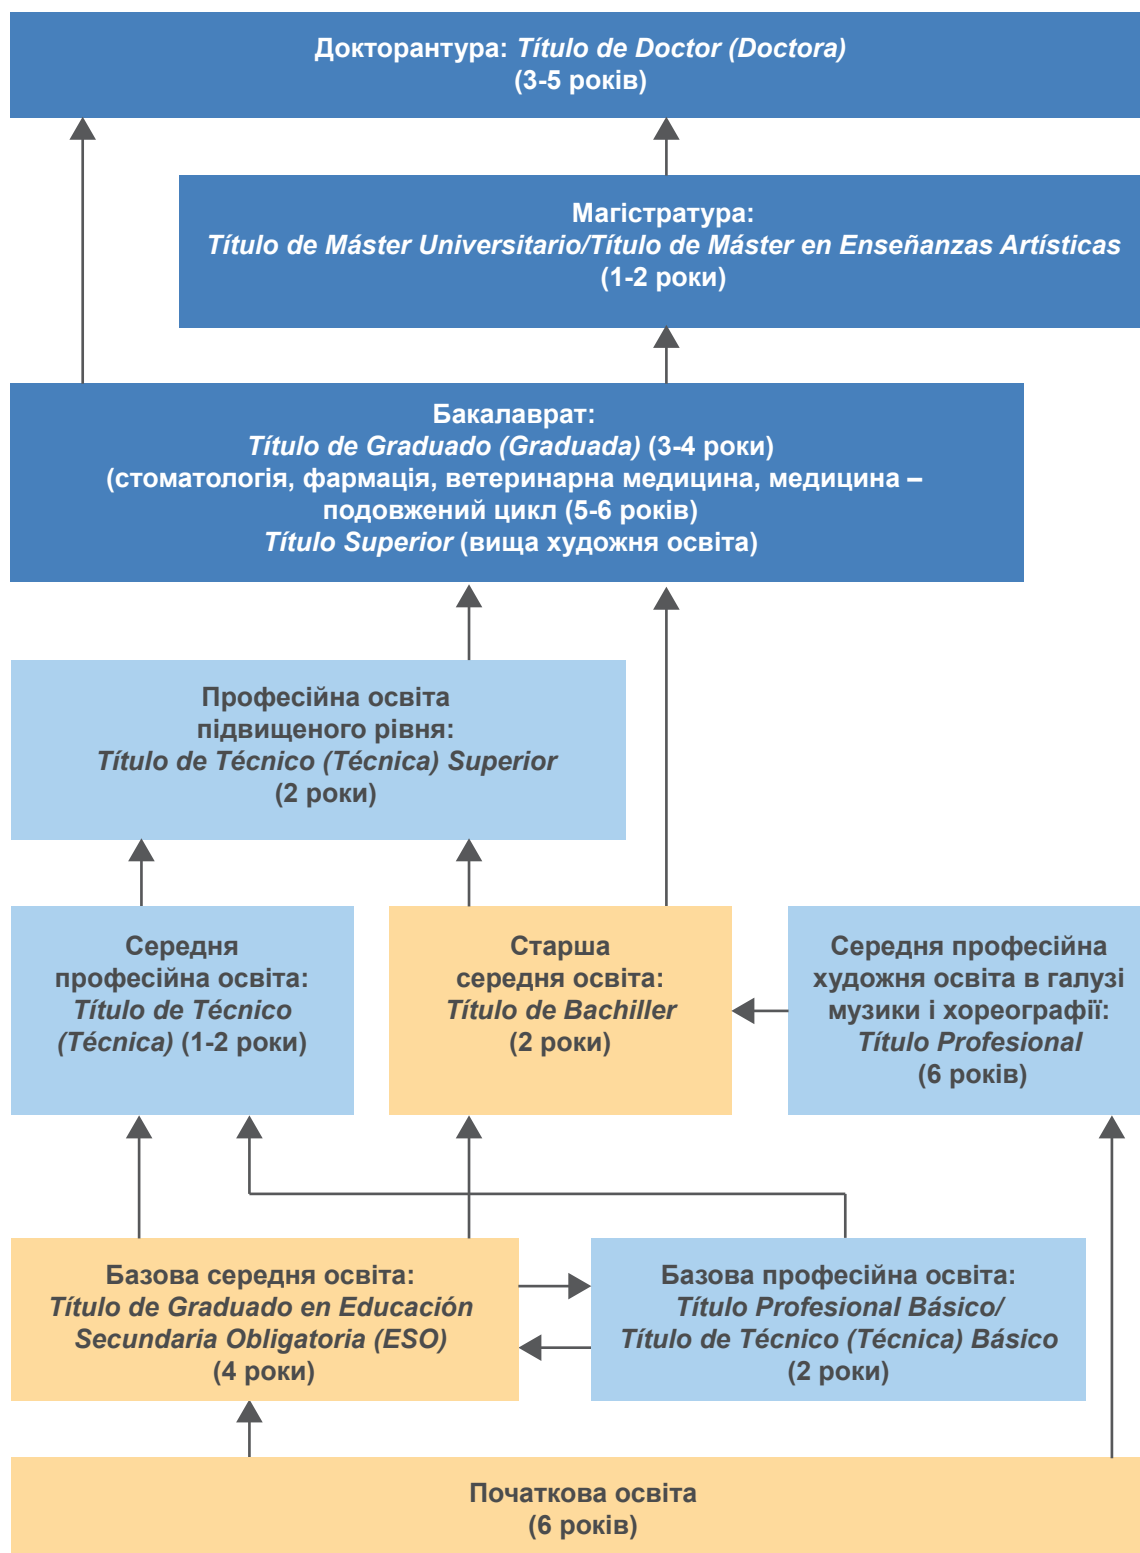 Докторантура: Título de Doctor (Doctora)
(3-5 років)
Магістратура:
Título de Máster Universitario/Título de Máster en Enseñanzas Artísticas
(1-2 роки)
Бакалаврат:
Título de Graduado (Graduada) (3-4 роки)
(стоматологія, фармація, ветеринарна медицина, медицина –
подовжений цикл (5-6 років)
Título Superior (вища художня освіта)
Професійна освіта
підвищеного рівня:
Título de Técnico (Técnica) Superior
(2 роки)
Середня
професійна освіта:
Título de Técnico
(Técnica) (1-2 роки)
Старша
середня освіта:
Título de Bachiller
(2 роки)
Середня професійна
художня освіта в галузі
музики і хореографії:
Título Profesional
(6 років)
Базова середня освіта:
Título de Graduado en Educación
Secundaria Obligatoria (ESO)
(4 роки)
Базова професійна освіта:
Título Profesional Básico/
Título de Técnico (Técnica) Básico
(2 роки)
Початкова освіта
(6 років)